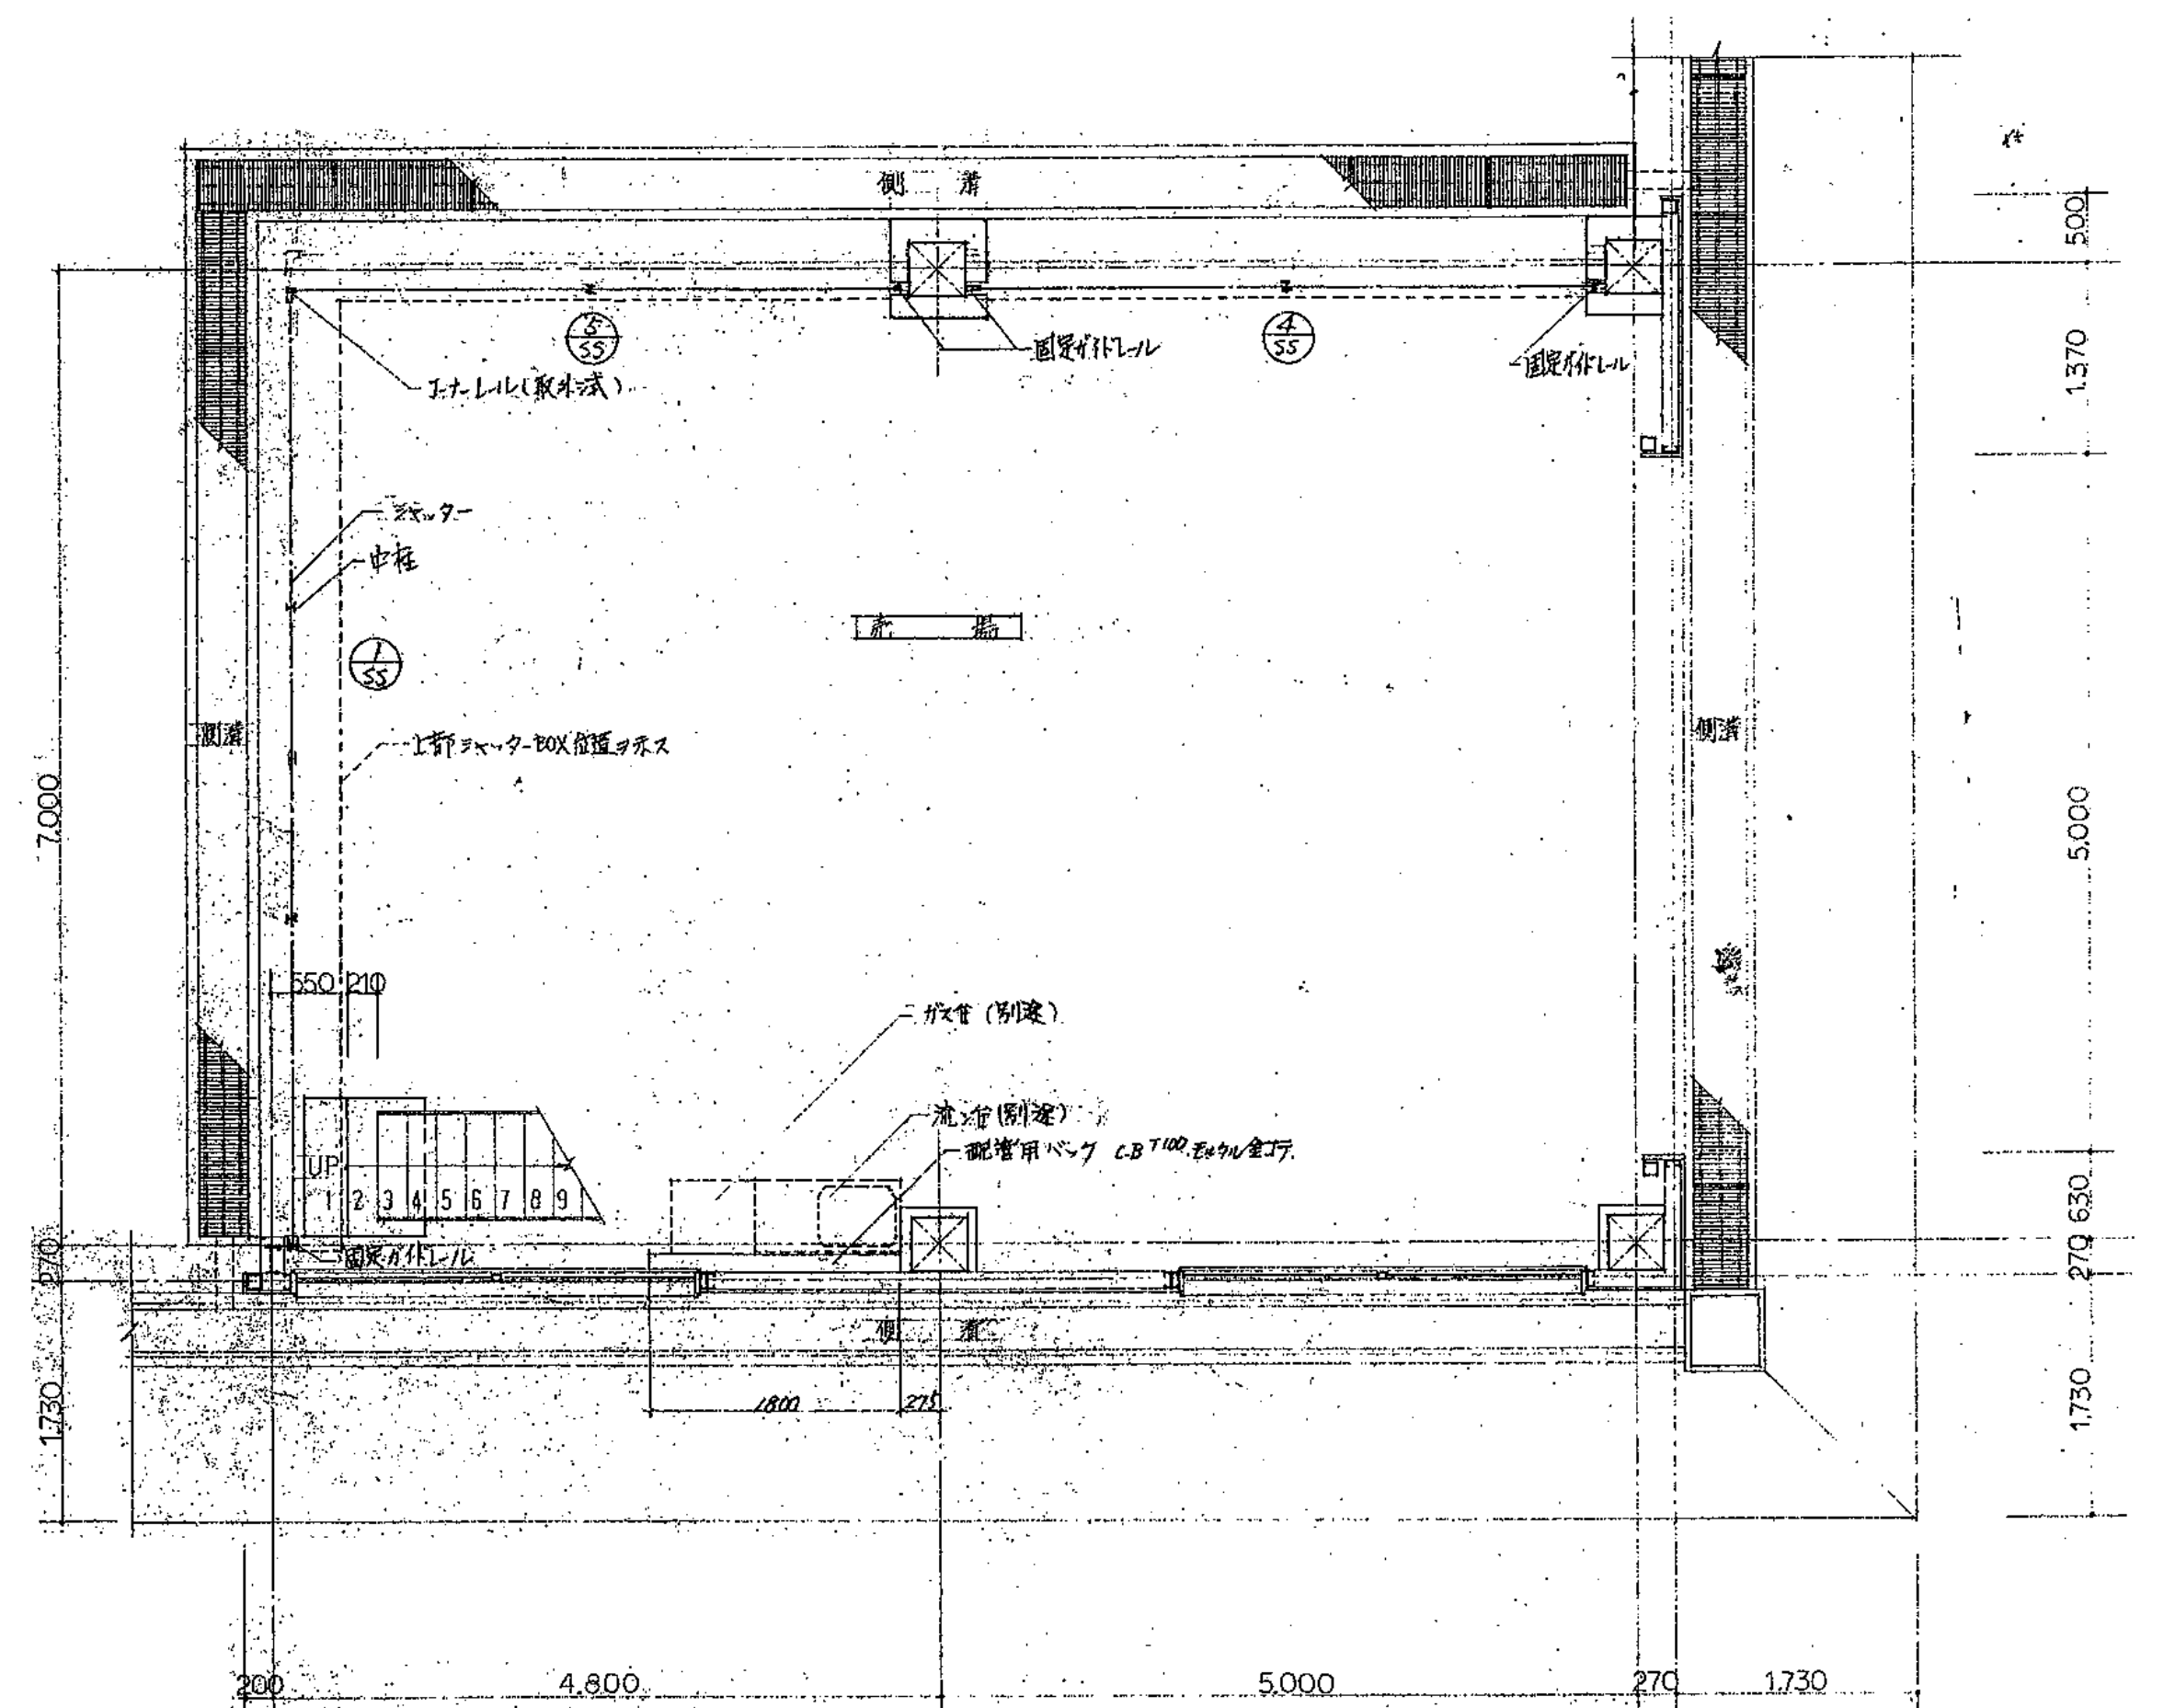 側 溝
500
5
SS
固定ガイドレール
4
SS
固定ガイドレール
コーナーレール(取外し式)
1.370
シャッター
中柱
売 場
1
SS
側溝
上部シャッターBOX位置ヲ示ス
側溝
7.000
5.000
550 210
ガス台 (別途)
流シ台(別途)
配管用バック C.B T100.モルタル金ゴテ.
UP
1 2 3 4 5 6 7 8 9
630
270
固定ガイドレール
270
側 溝
1.730
1800
275
1.730
200
4.800
5.000
270
1.730